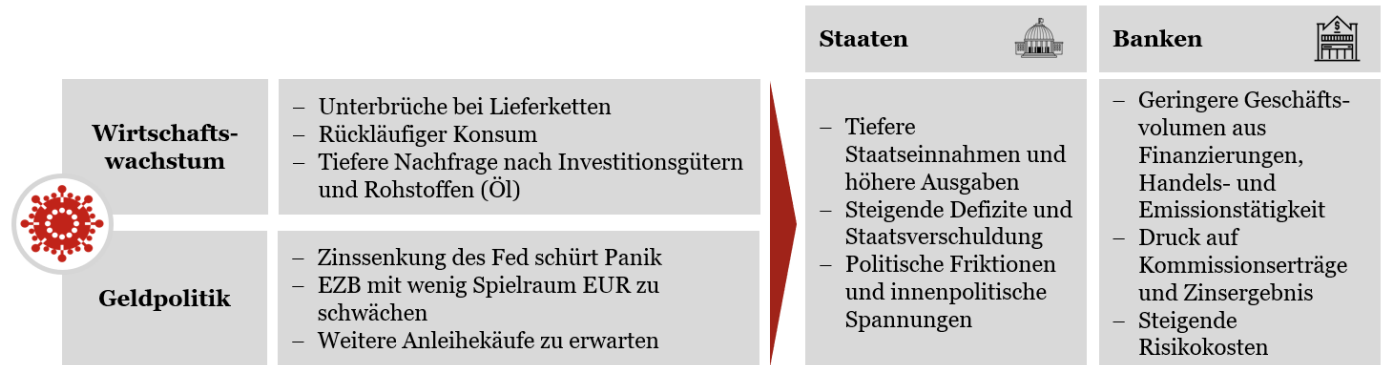 Wirtschafts-
wachstum
– Unterbrüche bei Lieferketten
– Rückläufiger Konsum
– Tiefere Nachfrage nach Investitionsgütern
und Rohstoffen (Öl)
Geldpolitik
– Zinssenkung des Fed schürt Panik
– EZB mit wenig Spielraum EUR zu
schwächen
– Weitere Anleihekäufe zu erwarten
Staaten
– Tiefere
Staatseinnahmen und
höhere Ausgaben
– Steigende Defizite und
Staatsverschuldung
– Politische Friktionen
und innenpolitische
Spannungen
Banken
$
– Geringere Geschäfts-
volumen aus
Finanzierungen,
Handels- und
Emissionstätigkeit
– Druck auf
Kommissionserträge
und Zinsergebnis
– Steigende
Risikokosten